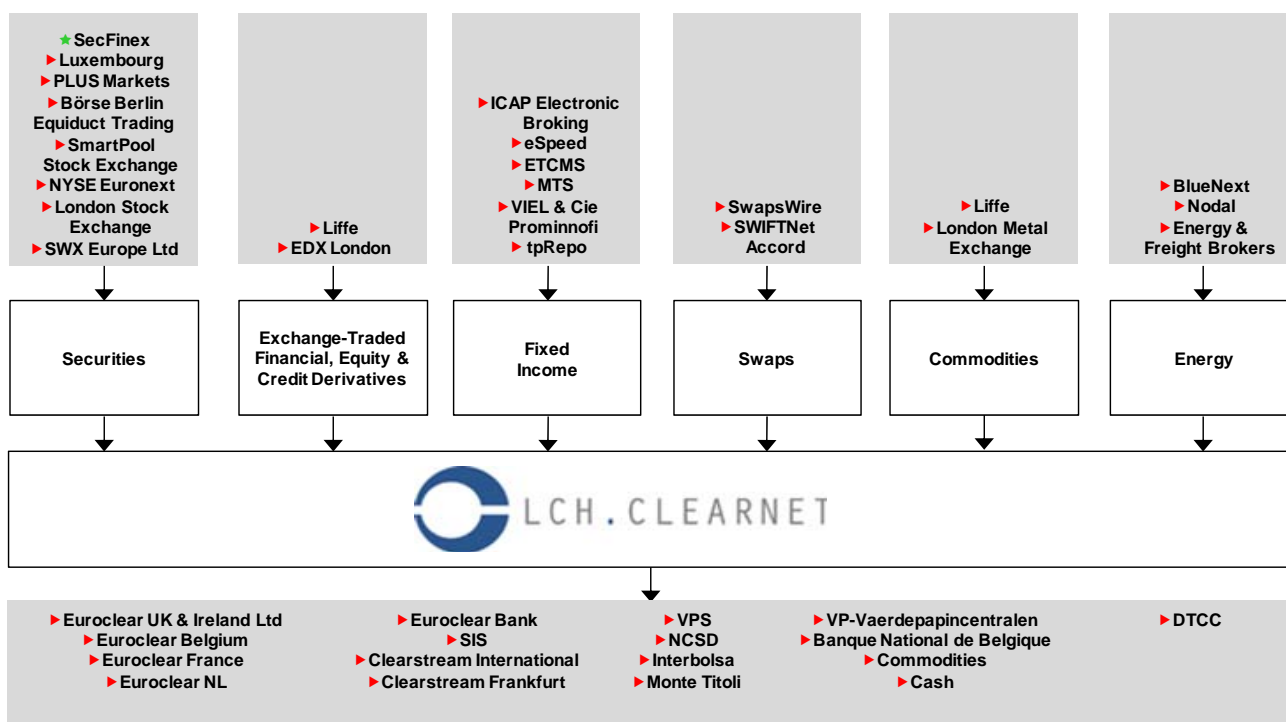 SecFinex
Luxembourg
PLUS Markets
Börse Berlin
Equiduct Trading
SmartPool
Stock Exchange
NYSE Euronext
London Stock
Exchange
SWX Europe Ltd
Liffe
EDX London
ICAP Electronic
Broking
eSpeed
ETCMS
MTS
VIEL & Cie
Prominnofi
tpRepo
SwapsWire
SWIFTNet
Accord
Liffe
London Metal
Exchange
BlueNext
Nodal
Energy &
Freight Brokers
Securities
Exchange-Traded
Financial, Equity &
Credit Derivatives
Fixed
Income
Swaps
Commodities
Energy
LCH.CLEARNET
Euroclear UK & Ireland Ltd
Euroclear Belgium
Euroclear France
Euroclear NL
Euroclear Bank
SIS
Clearstream International
Clearstream Frankfurt
VPS
NCSD
Interbolsa
Monte Titoli
VP-Vaerdepapincentralen
Banque National de Belgique
Commodities
Cash
DTCC